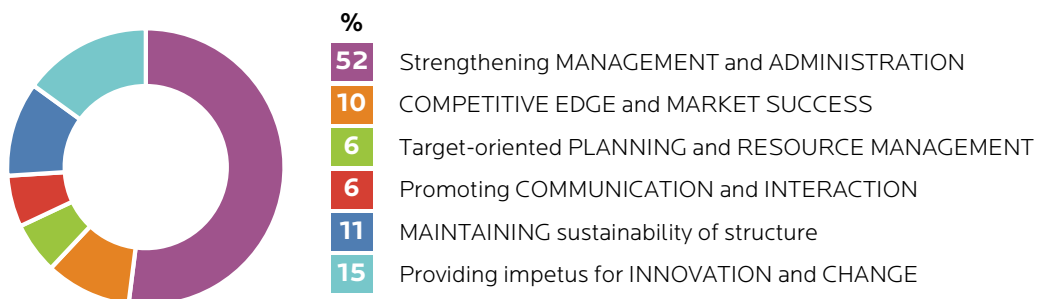 %
52 Strengthening MANAGEMENT and ADMINISTRATION
10 COMPETITIVE EDGE and MARKET SUCCESS
6 Target-oriented PLANNING and RESOURCE MANAGEMENT
6 Promoting COMMUNICATION and INTERACTION
11 MAINTAINING sustainability of structure
15 Providing impetus for INNOVATION and CHANGE